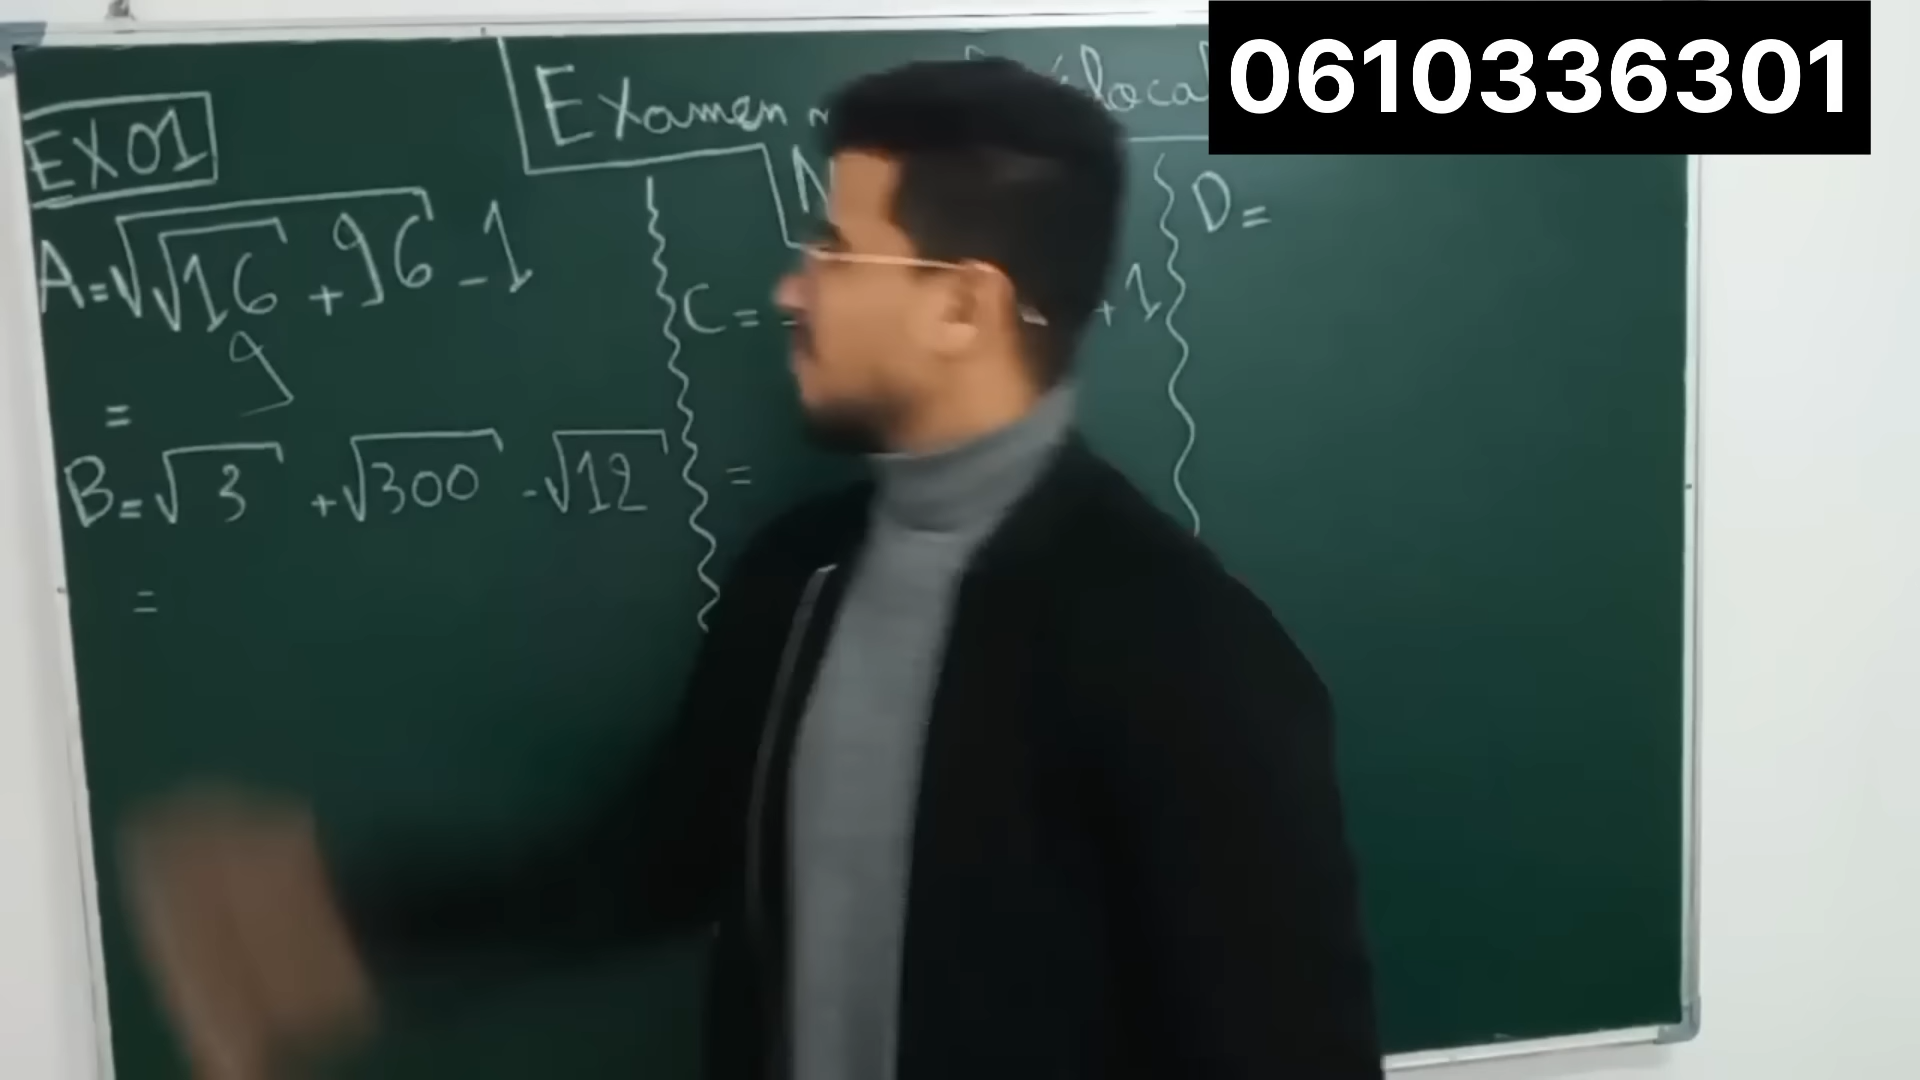 0610336301
Examen
EX01
A = √(√16 + 96) - 1
9
=
B = √3 + √300 - √12
=
C =
+ 1
=
D =